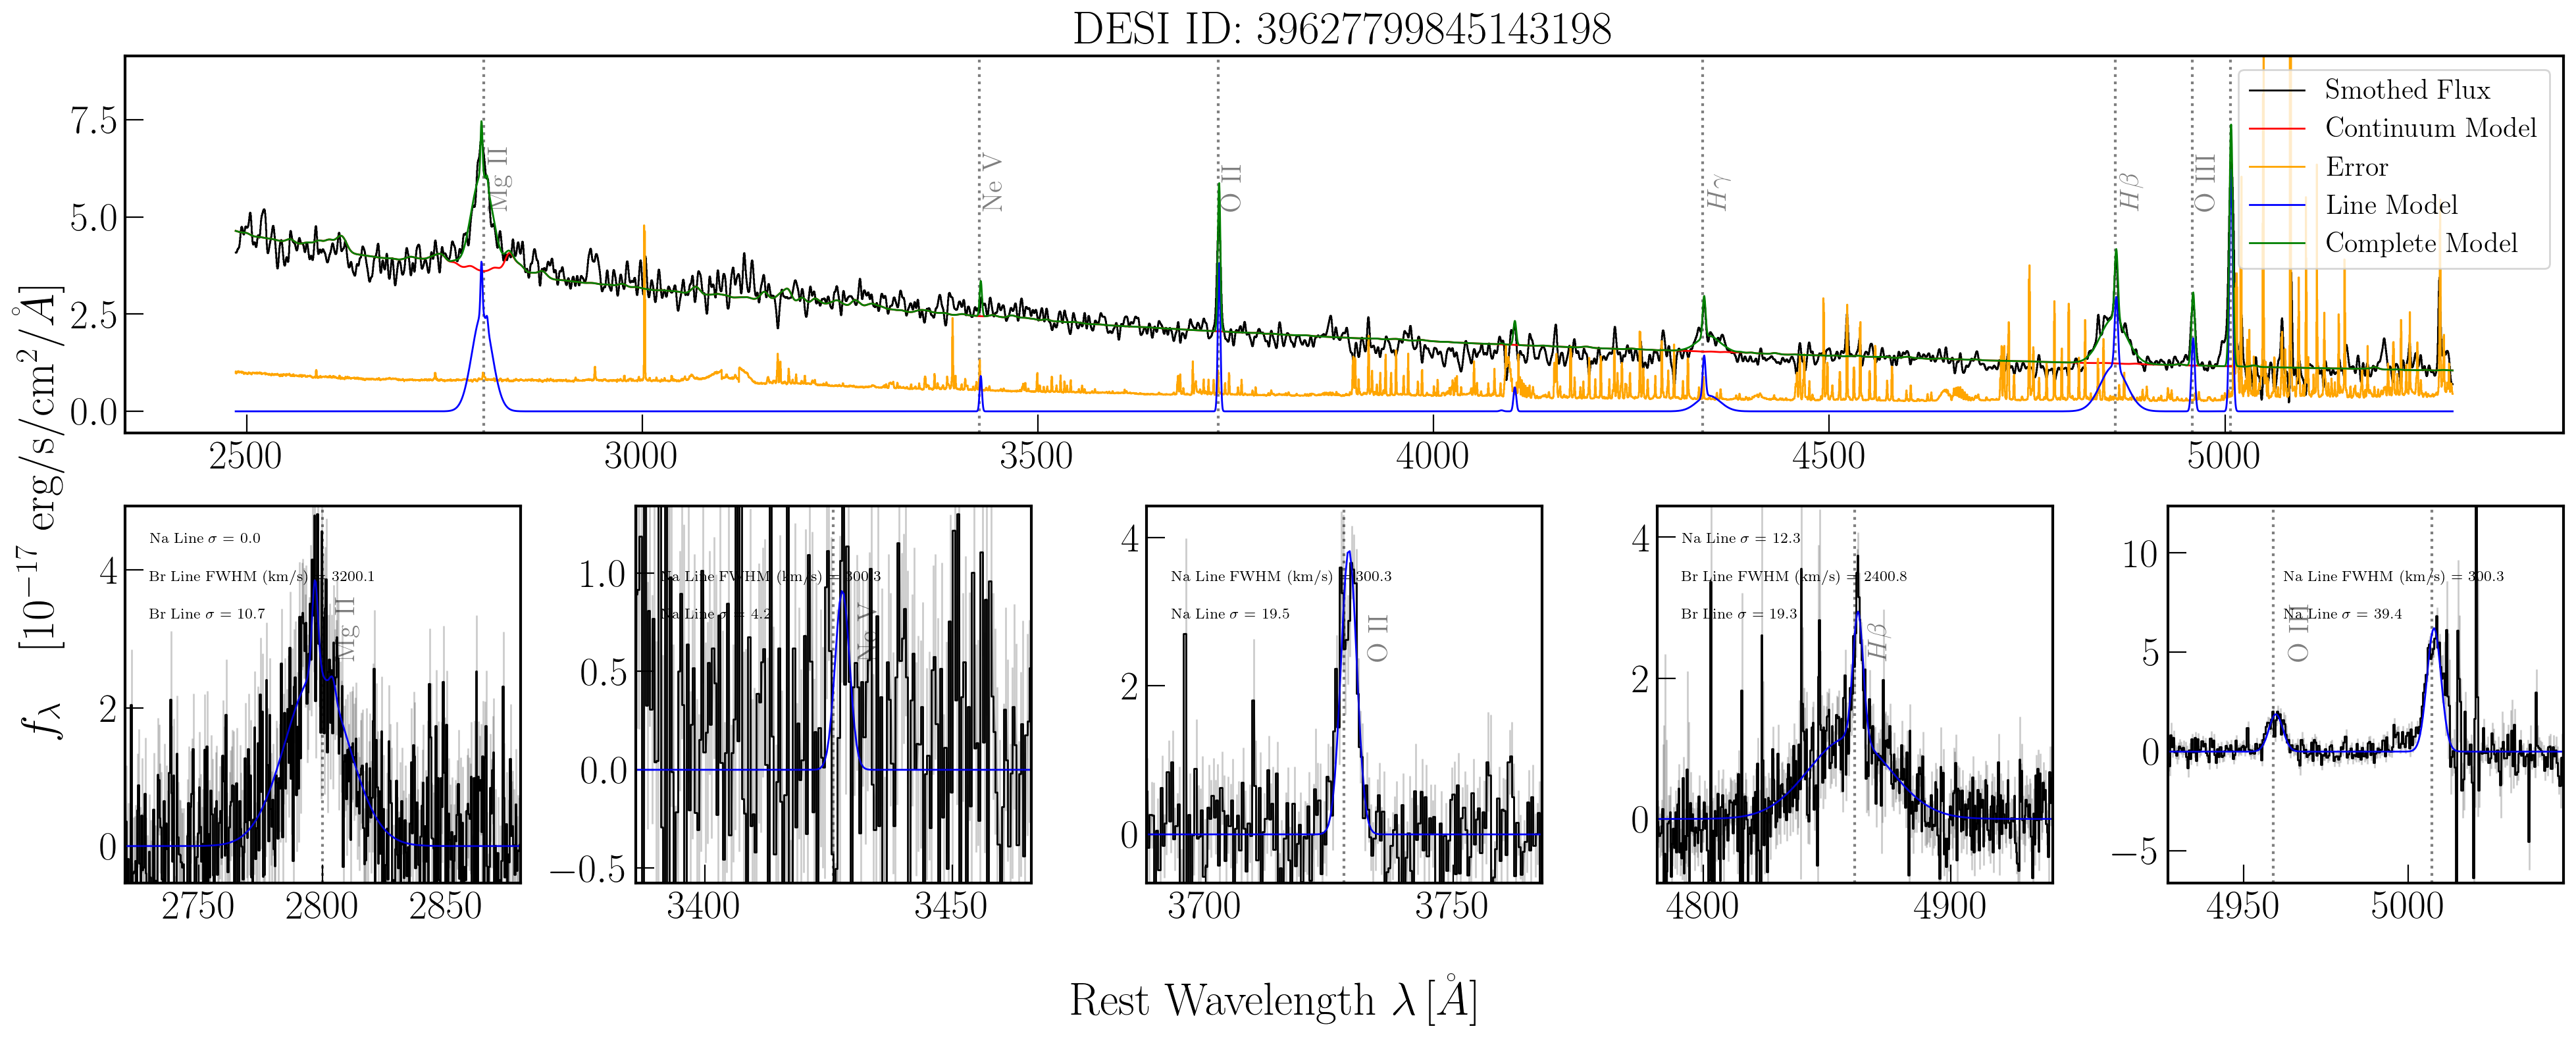 DESI ID: 39627799845143198
7.5
5.0
2.5
0.0
Mg II
Ne V
O II
Hγ
Hβ
O III
Smothed Flux
Continuum Model
Error
Line Model
Complete Model
2500 3000 3500 4000 4500 5000
f_λ [10^{-17} erg/s/cm^2/Å]
4
2
0
Na Line σ = 0.0
Br Line FWHM (km/s) = 3200.1
Br Line σ = 10.7
Mg II
2750 2800 2850
1.0
0.5
0.0
−0.5
Na Line FWHM (km/s) = 300.3
Na Line σ = 4.2
Ne V
3400 3450
4
2
0
Na Line FWHM (km/s) = 300.3
Na Line σ = 19.5
O II
3700 3750
4
2
0
Na Line σ = 12.3
Br Line FWHM (km/s) = 2400.8
Br Line σ = 19.3
Hβ
4800 4900
10
5
0
−5
Na Line FWHM (km/s) = 300.3
Na Line σ = 39.4
O III
4950 5000
Rest Wavelength λ [Å]